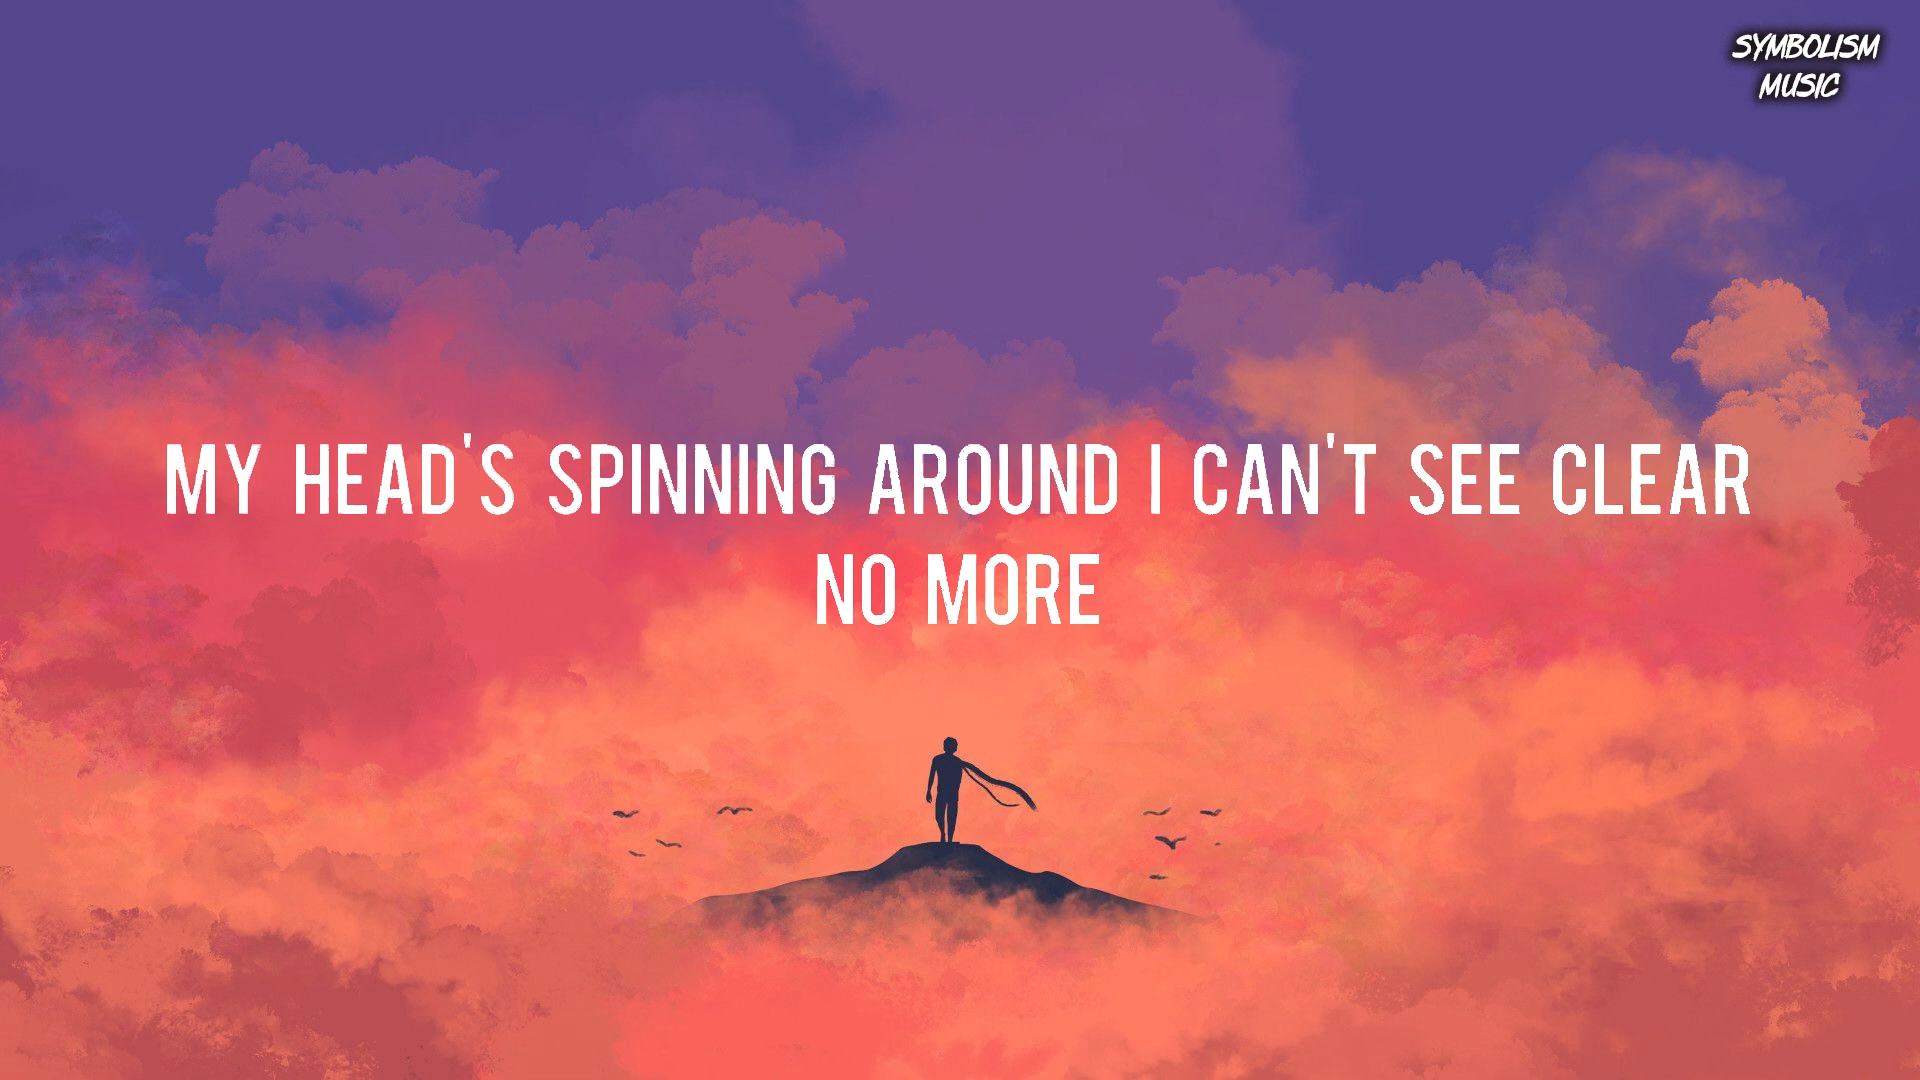 SYMBOLISM
MUSIC
MY HEAD'S SPINNING AROUND I CAN'T SEE CLEAR
NO MORE